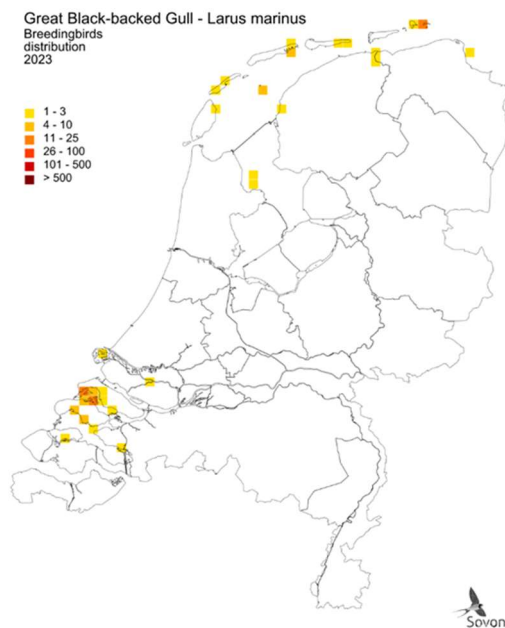 Great Black-backed Gull - Larus marinus
Breedingbirds
distribution
2023
1 - 3
4 - 10
11 - 25
26 - 100
101 - 500
> 500
Sovon